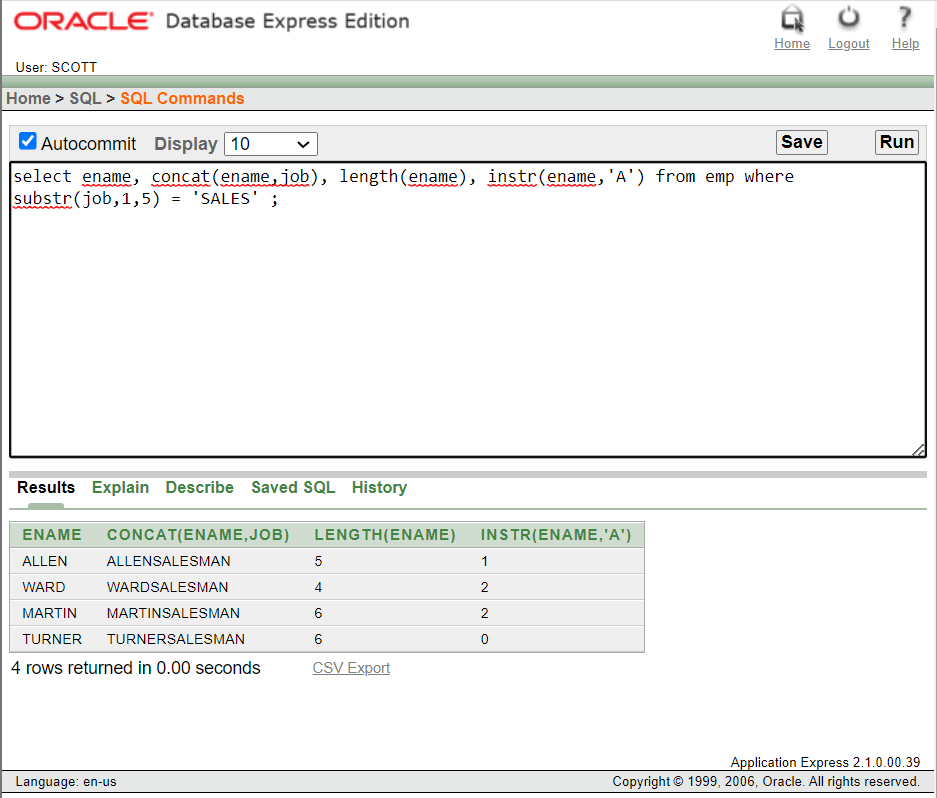 ORACLE® Database Express Edition
Home Logout Help
User: SCOTT
Home > SQL > SQL Commands
Autocommit Display 10 Save Run
select ename, concat(ename,job), length(ename), instr(ename,'A') from emp where
substr(job,1,5) = 'SALES' ;
Results Explain Describe Saved SQL History
ENAME CONCAT(ENAME,JOB) LENGTH(ENAME) INSTR(ENAME,'A')
ALLEN ALLENSALESMAN 5 1
WARD WARDSALESMAN 4 2
MARTIN MARTINSALESMAN 6 2
TURNER TURNERSALESMAN 6 0
4 rows returned in 0.00 seconds CSV Export
Application Express 2.1.0.00.39
Language: en-us Copyright © 1999, 2006, Oracle. All rights reserved.